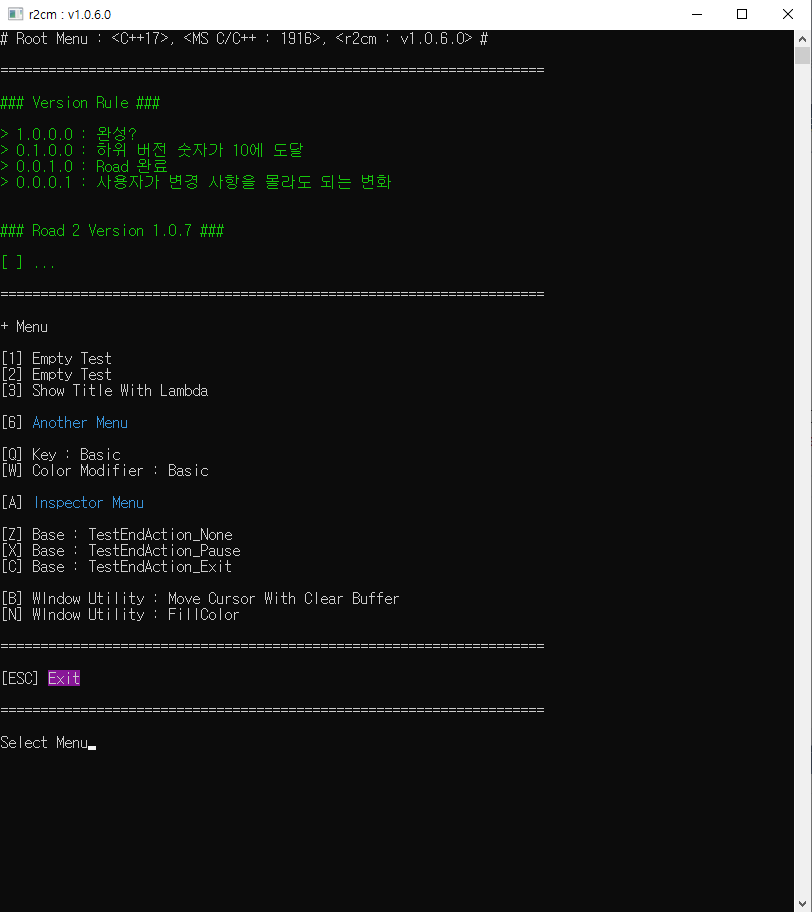 r2cm : v1.0.6.0
# Root Menu : <C++17>, <MS C/C++ : 1916>, <r2cm : v1.0.6.0> #
====================================================================
### Version Rule ###
> 1.0.0.0 : 완성?
> 0.1.0.0 : 하위 버전 숫자가 10에 도달
> 0.0.1.0 : Road 완료
> 0.0.0.1 : 사용자가 변경 사항을 몰라도 되는 변화
### Road 2 Version 1.0.7 ###
[ ] ...
====================================================================
+ Menu
[1] Empty Test
[2] Empty Test
[3] Show Title With Lambda
[6] Another Menu
[Q] Key : Basic
[W] Color Modifier : Basic
[A] Inspector Menu
[Z] Base : TestEndAction_None
[X] Base : TestEndAction_Pause
[C] Base : TestEndAction_Exit
[B] WIndow Utility : Move Cursor With Clear Buffer
[N] WIndow Utility : FillColor
====================================================================
[ESC] Exit
====================================================================
Select Menu